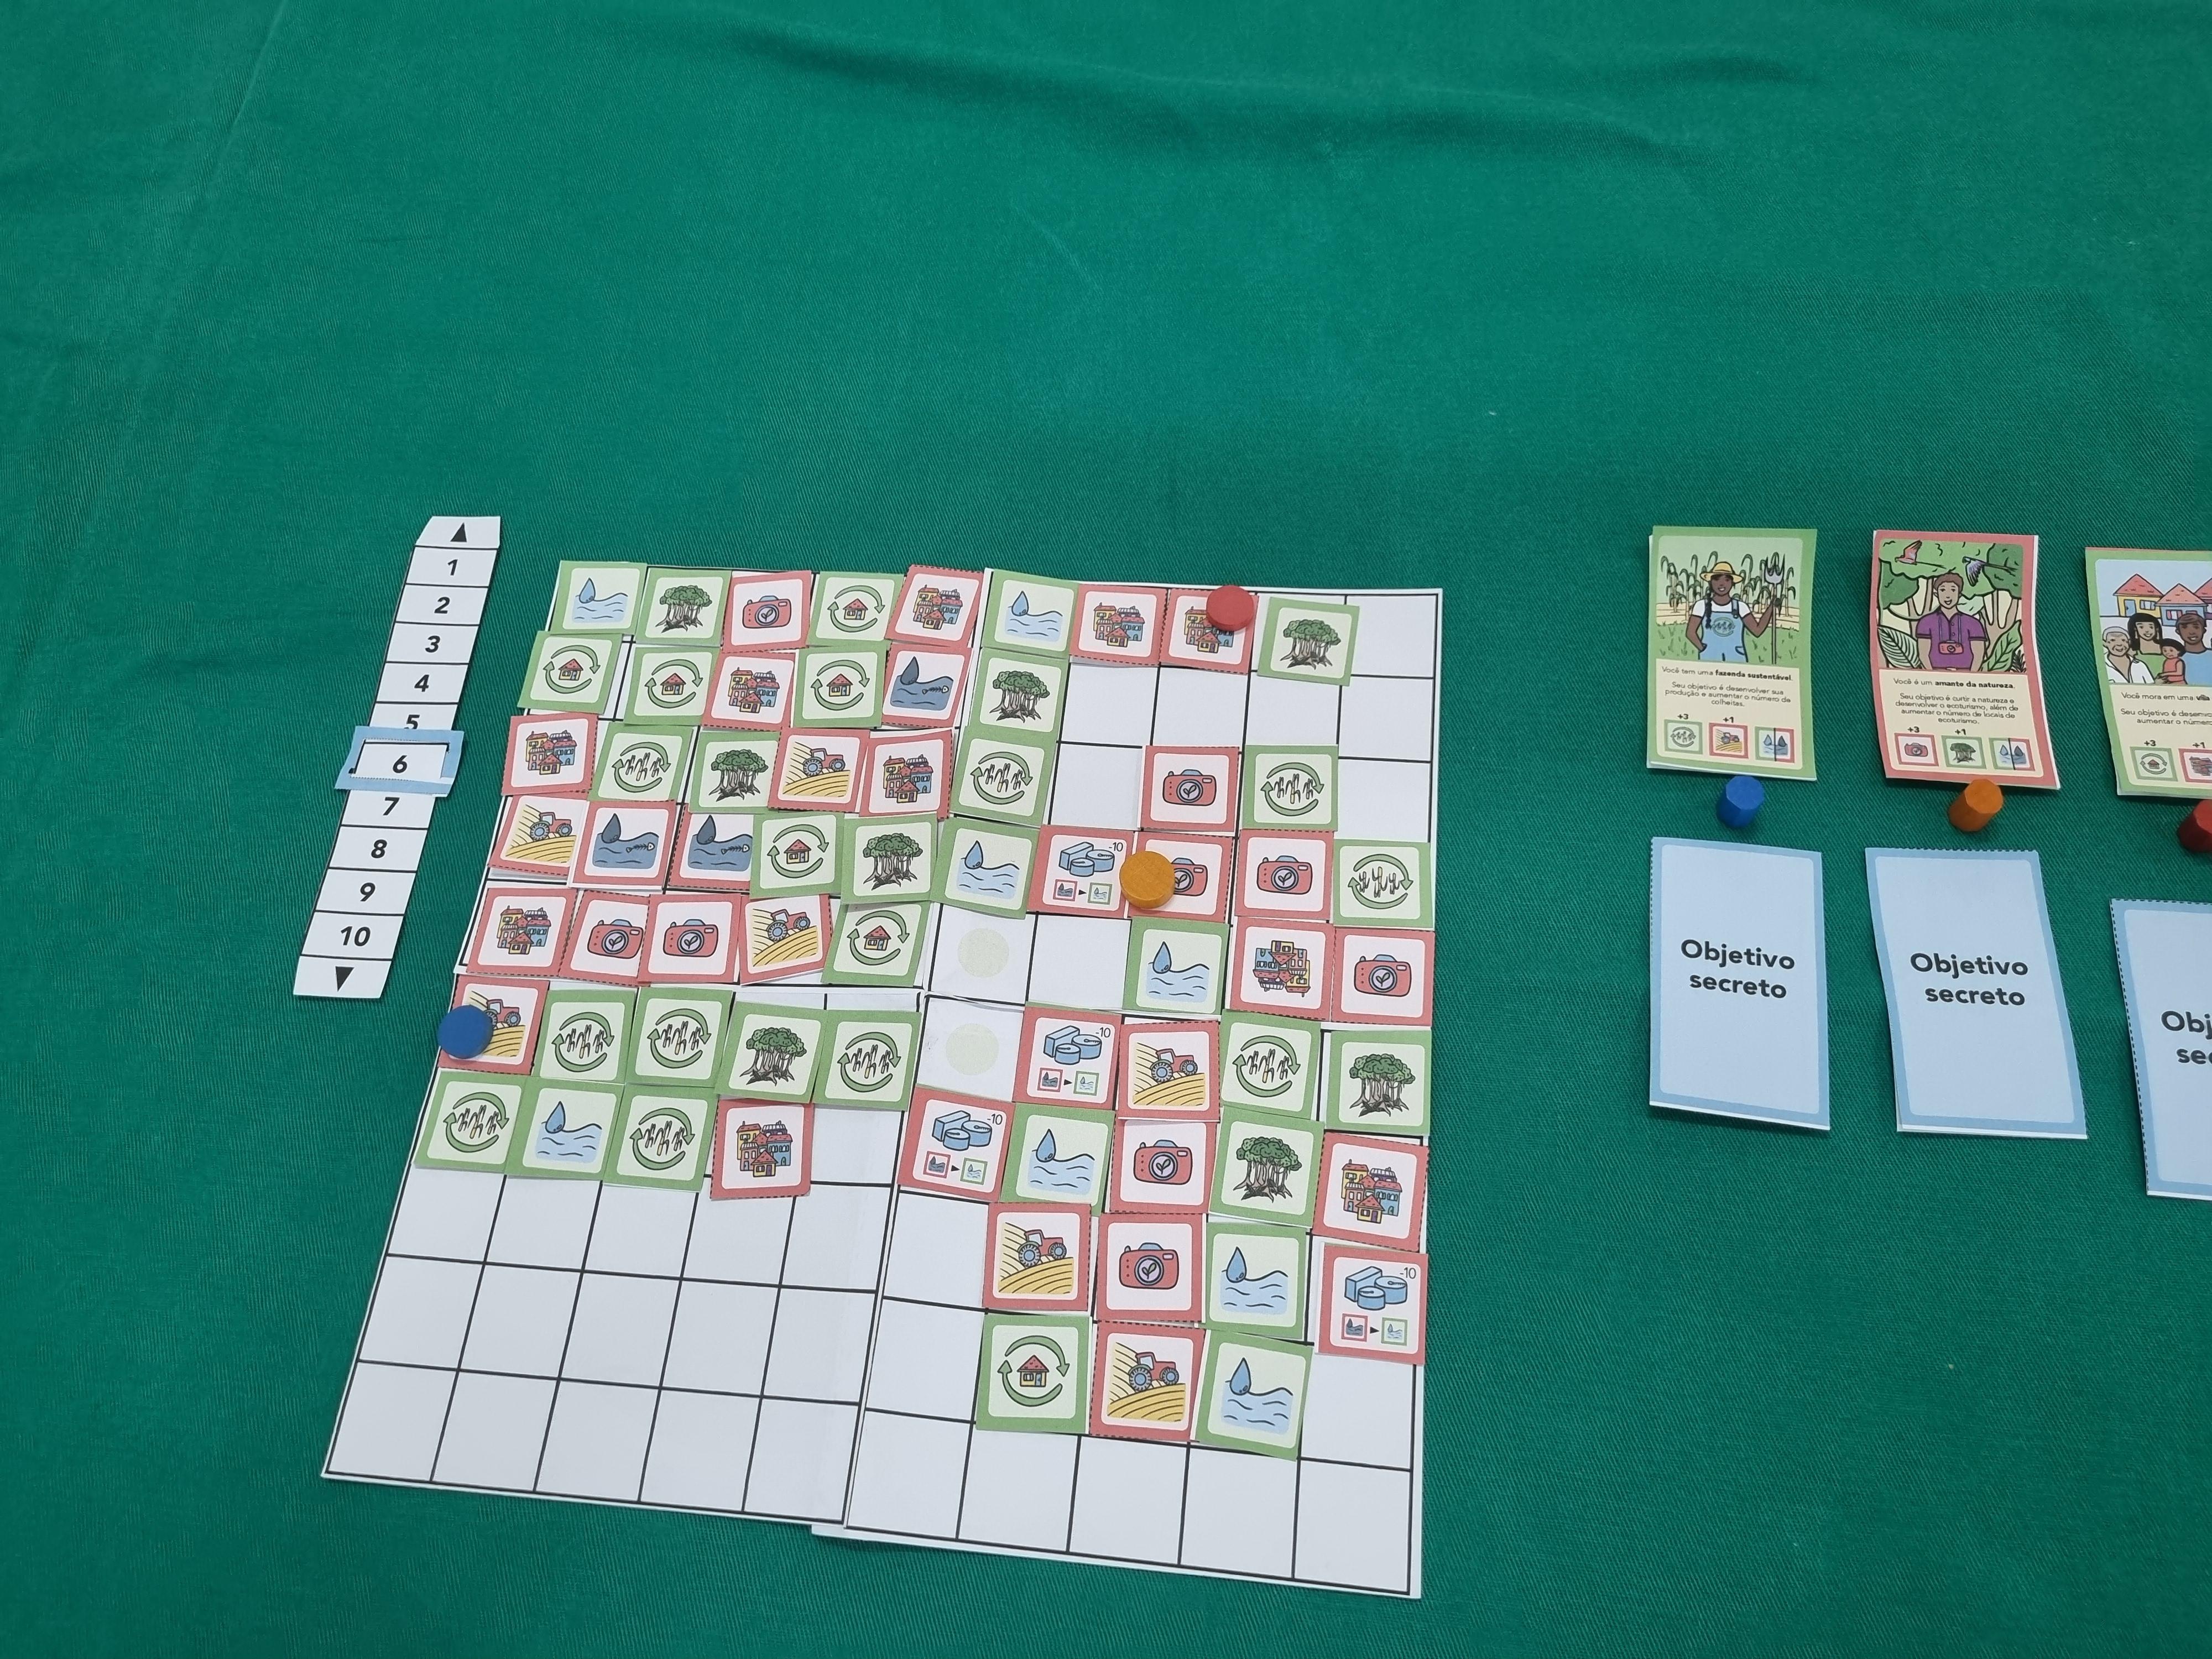 1
2
3
4
5
6
7
8
9
10
-10
-10
-10
-10
Você tem uma fazenda sustentável.
Seu objetivo é desenvolver sua
produção e aumentar o número de
colheitas.
+3
+1
Você é um amante da natureza.
Seu objetivo é curtir a natureza e
desenvolver o ecoturismo, além de
aumentar o número de locais de
ecoturismo.
+3
+1
Você mora em uma vila
Seu objetivo é
aumentar o número
+3
+1
Objetivo
secreto
Objetivo
secreto